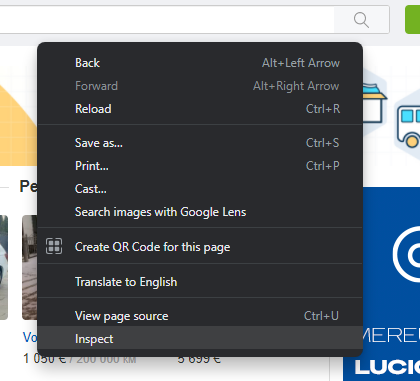 Back Alt+Left Arrow
Forward Alt+Right Arrow
Reload Ctrl+R
Save as... Ctrl+S
Print... Ctrl+P
Cast...
Search images with Google Lens
Create QR Code for this page
Translate to English
View page source Ctrl+U
Inspect
Pe
Vo
1 050 € / 200 000 км
5 699 €
MERE
LUCIO